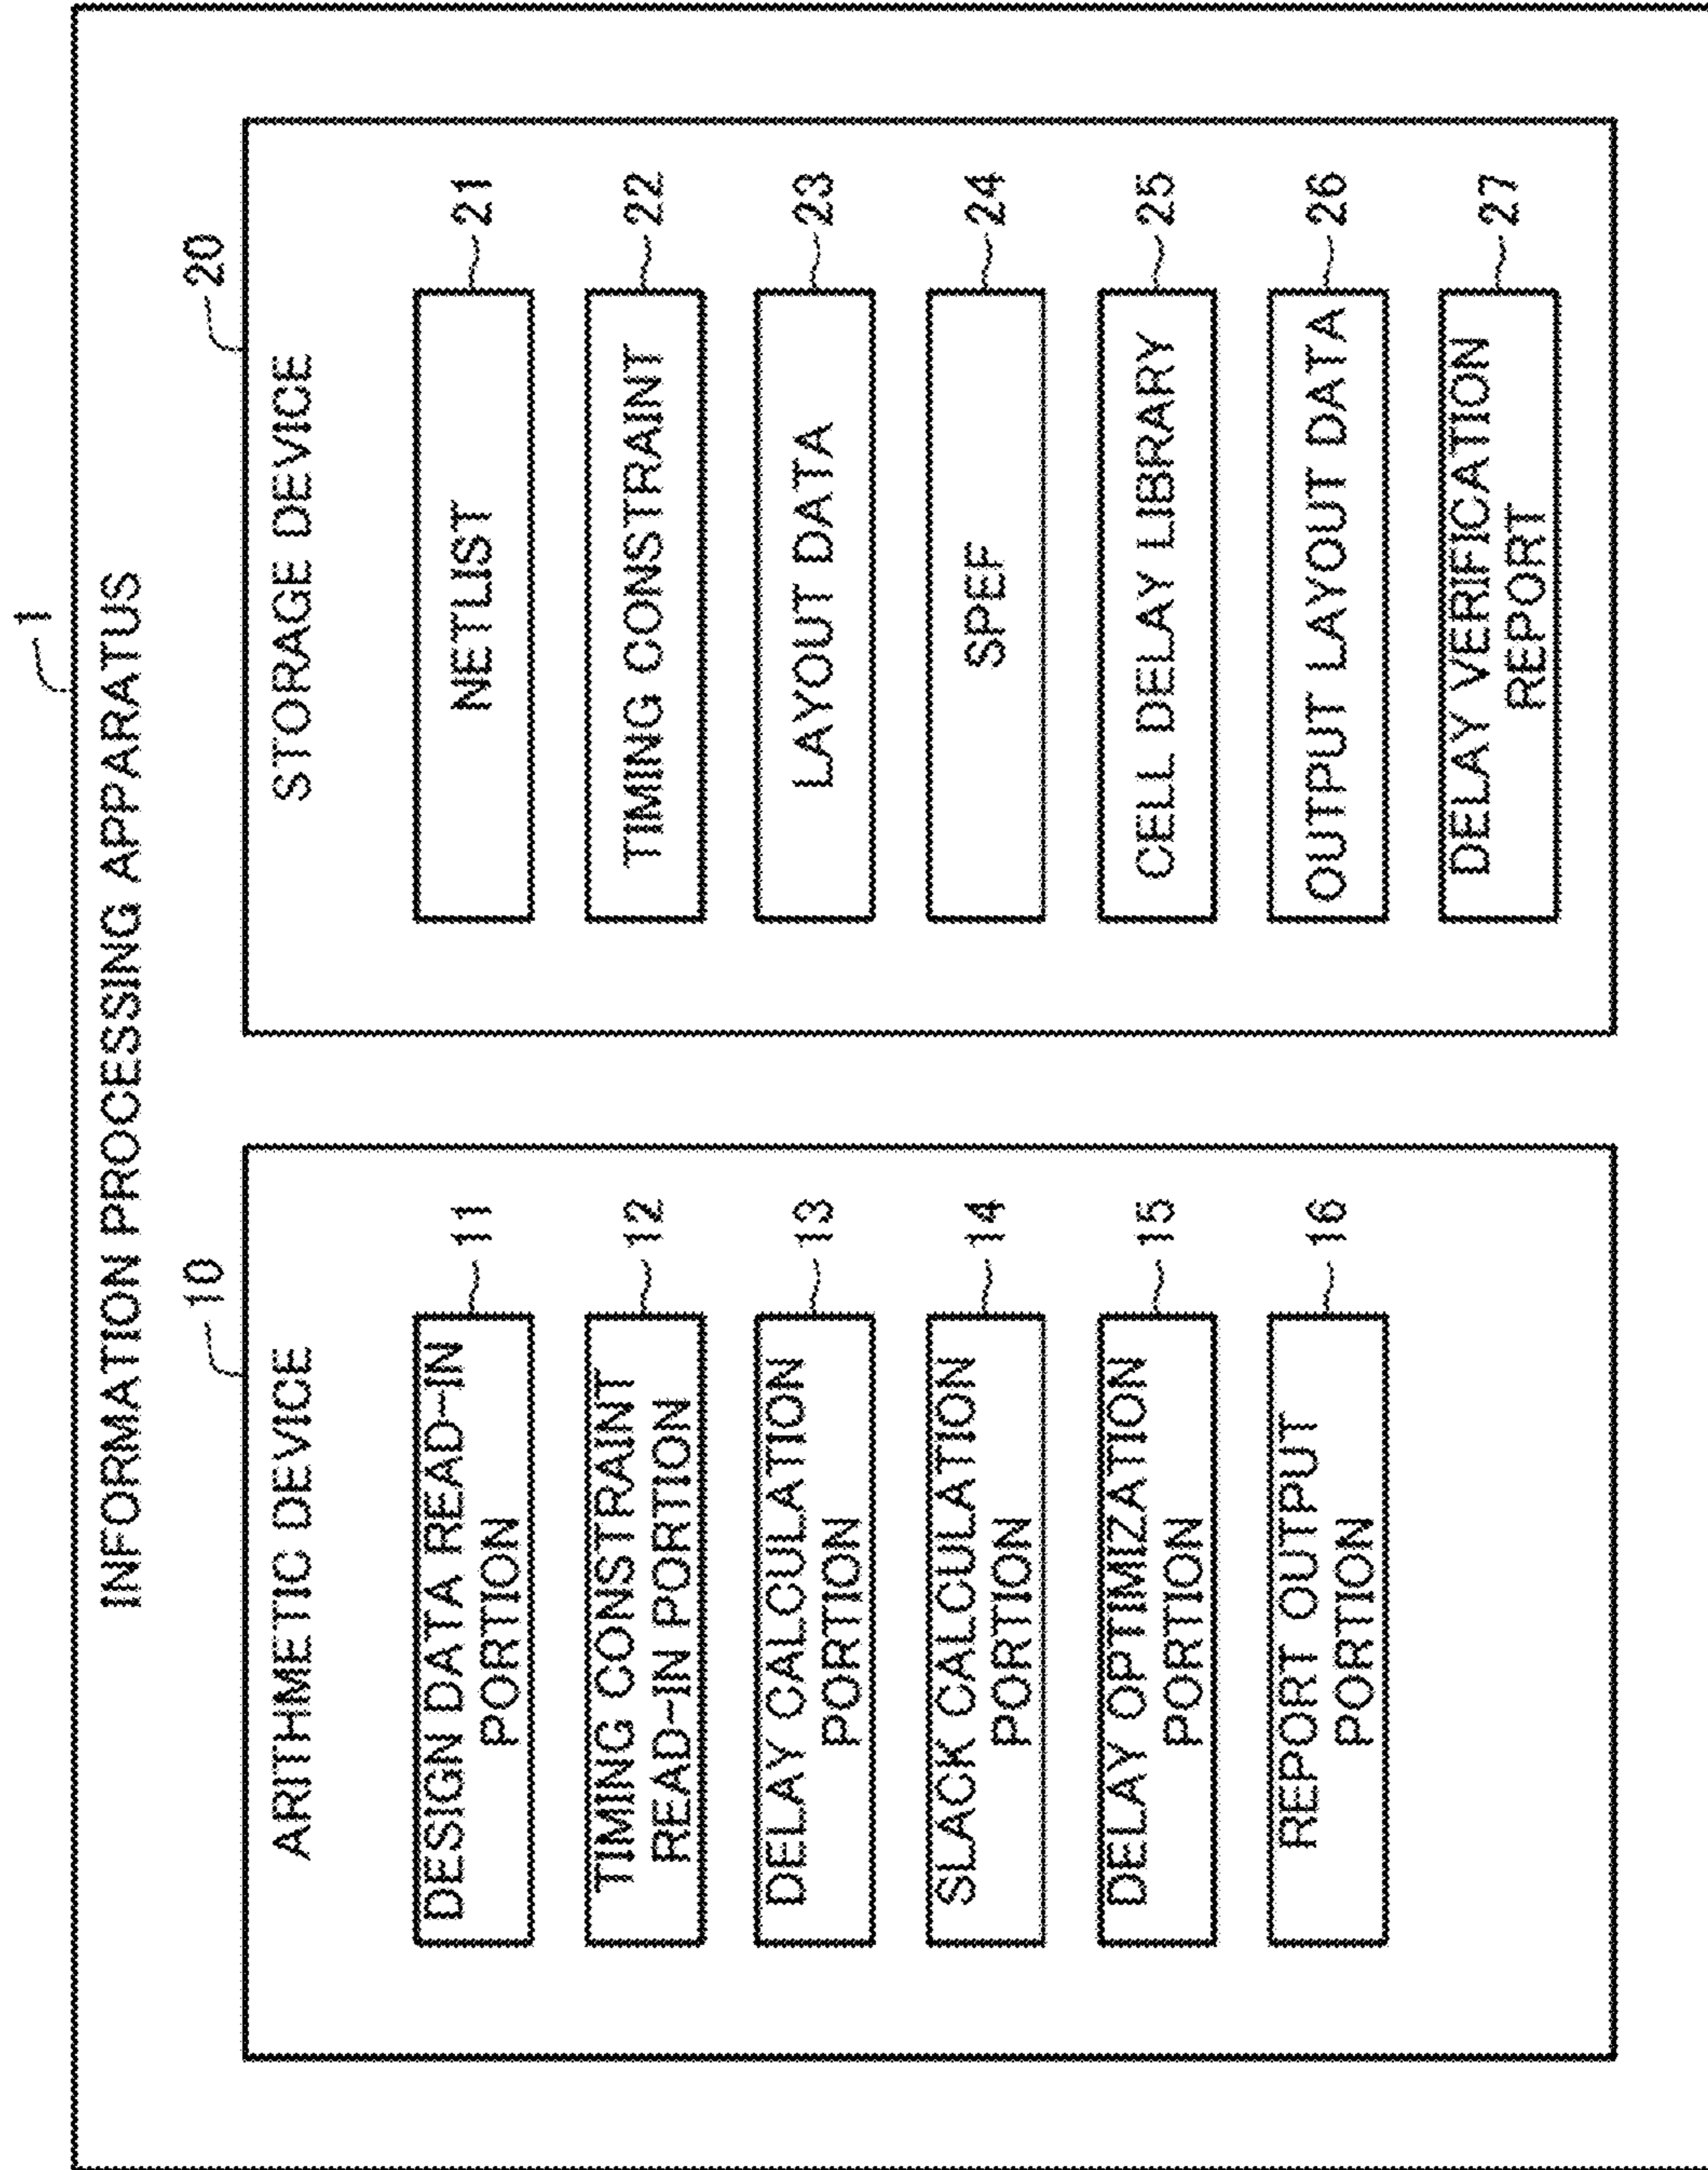 1
INFORMATION PROCESSING APPARATUS
10
ARITHMETIC DEVICE
DESIGN DATA READ-IN
PORTION
11
TIMING CONSTRAINT
READ-IN PORTION
12
DELAY CALCULATION
PORTION
13
SLACK CALCULATION
PORTION
14
DELAY OPTIMIZATION
PORTION
15
REPORT OUTPUT
PORTION
16
20
STORAGE DEVICE
NETLIST
21
TIMING CONSTRAINT
22
LAYOUT DATA
23
SPEF
24
CELL DELAY LIBRARY
25
OUTPUT LAYOUT DATA
26
DELAY VERIFICATION
REPORT
27